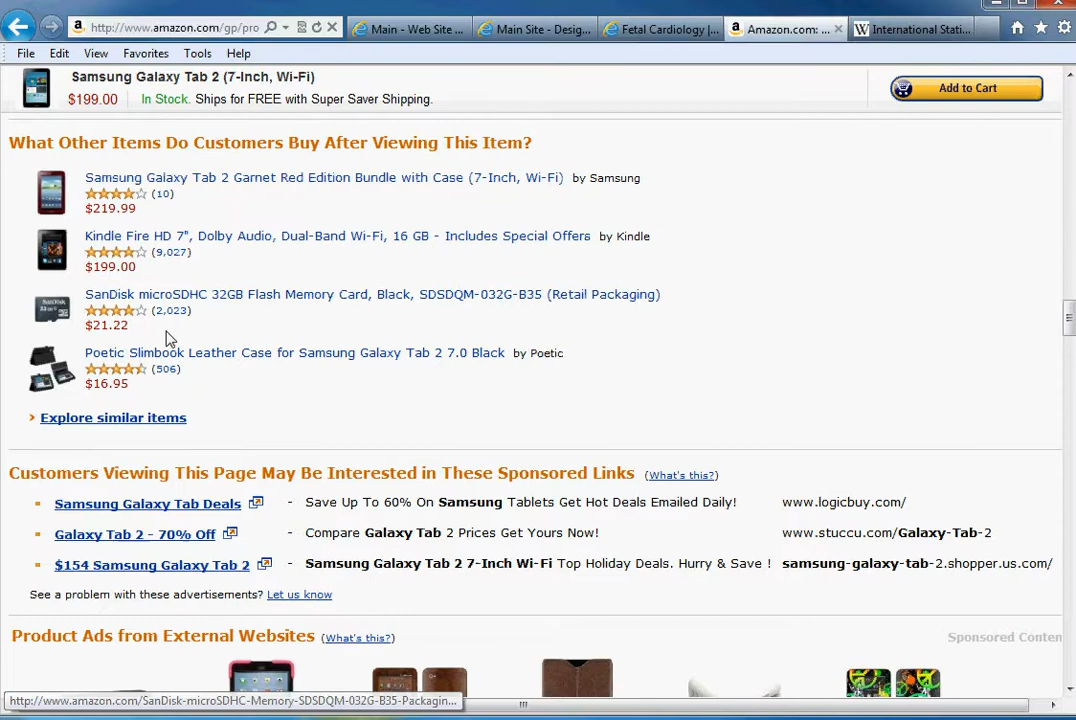 http://www.amazon.com/gp/pro
Main - Web Site ...
Main Site - Desig...
Fetal Cardiology |...
Amazon.com: ...
International Stati...
File Edit View Favorites Tools Help
Samsung Galaxy Tab 2 (7-Inch, Wi-Fi)
$199.00 In Stock. Ships for FREE with Super Saver Shipping.
Add to Cart
What Other Items Do Customers Buy After Viewing This Item?
Samsung Galaxy Tab 2 Garnet Red Edition Bundle with Case (7-Inch, Wi-Fi) by Samsung
(10)
$219.99
Kindle Fire HD 7", Dolby Audio, Dual-Band Wi-Fi, 16 GB - Includes Special Offers by Kindle
(9,027)
$199.00
SanDisk microSDHC 32GB Flash Memory Card, Black, SDSDQM-032G-B35 (Retail Packaging)
(2,023)
$21.22
Poetic Slimbook Leather Case for Samsung Galaxy Tab 2 7.0 Black by Poetic
(506)
$16.95
Explore similar items
Customers Viewing This Page May Be Interested in These Sponsored Links (What's this?)
Samsung Galaxy Tab Deals - Save Up To 60% On Samsung Tablets Get Hot Deals Emailed Daily! www.logicbuy.com/
Galaxy Tab 2 - 70% Off - Compare Galaxy Tab 2 Prices Get Yours Now! www.stuccu.com/Galaxy-Tab-2
$154 Samsung Galaxy Tab 2 - Samsung Galaxy Tab 2 7-Inch Wi-Fi Top Holiday Deals. Hurry & Save ! samsung-galaxy-tab-2.shopper.us.com/
See a problem with these advertisements? Let us know
Product Ads from External Websites (What's this?) Sponsored Conten
http://www.amazon.com/SanDisk-microSDHC-Memory-SDSDQM-032G-B35-Packagin...